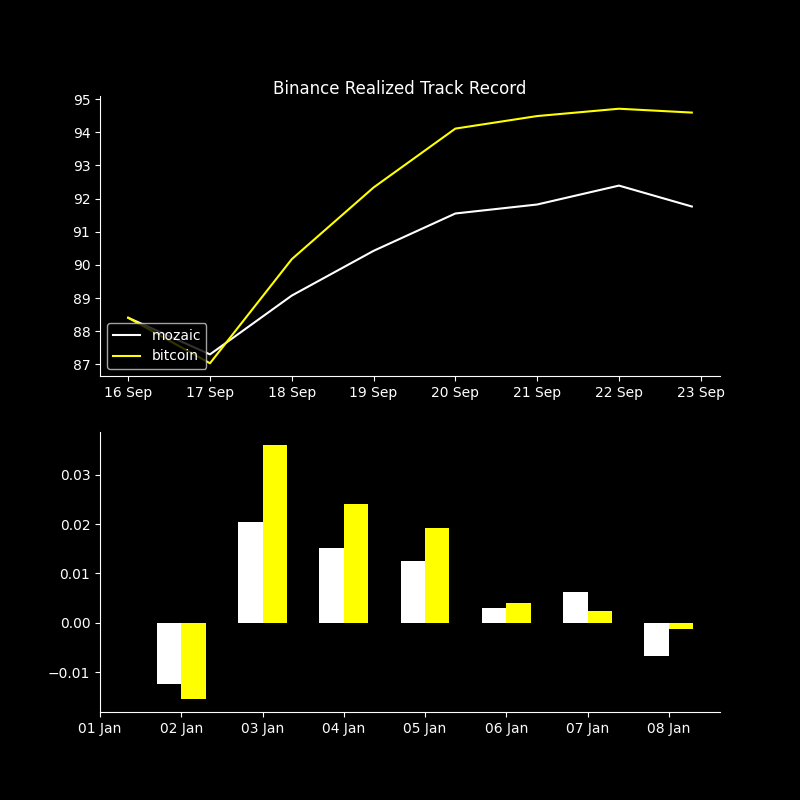 Binance Realized Track Record
95
94
93
92
91
90
89
88
87
mozaic
bitcoin
16 Sep 17 Sep 18 Sep 19 Sep 20 Sep 21 Sep 22 Sep 23 Sep
0.03
0.02
0.01
0.00
−0.01
01 Jan 02 Jan 03 Jan 04 Jan 05 Jan 06 Jan 07 Jan 08 Jan